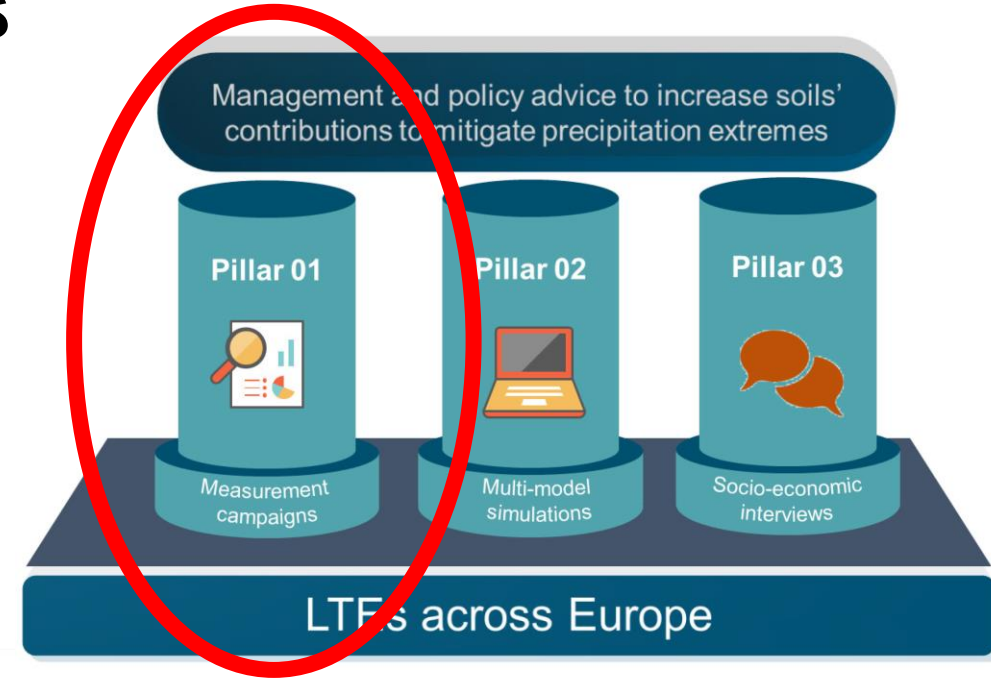 Management and policy advice to increase soils’
contributions to mitigate precipitation extremes
Pillar 01
Pillar 02
Pillar 03
Measurement
campaigns
Multi-model
simulations
Socio-economic
interviews
LTEs across Europe